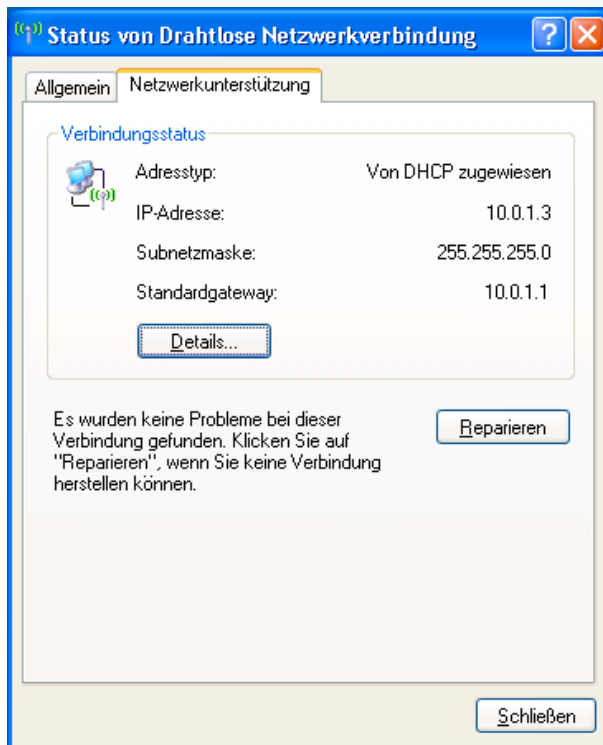 Status von Drahtlose Netzwerkverbindung
Allgemein
Netzwerkunterstützung
Verbindungsstatus
Adresstyp: Von DHCP zugewiesen
IP-Adresse: 10.0.1.3
Subnetzmaske: 255.255.255.0
Standardgateway: 10.0.1.1
Details...
Es wurden keine Probleme bei dieser
Verbindung gefunden. Klicken Sie auf
"Reparieren", wenn Sie keine Verbindung
herstellen können.
Reparieren
Schließen